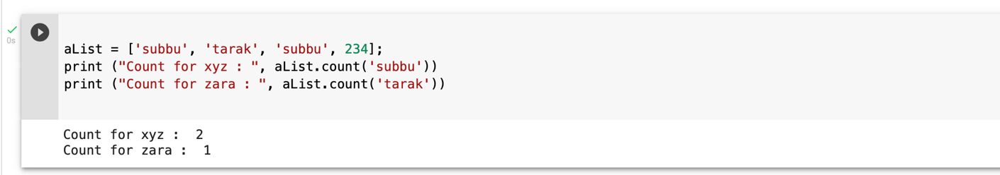 0s
aList = ['subbu', 'tarak', 'subbu', 234];
print ("Count for xyz : ", aList.count('subbu'))
print ("Count for zara : ", aList.count('tarak'))
Count for xyz :  2
Count for zara :  1